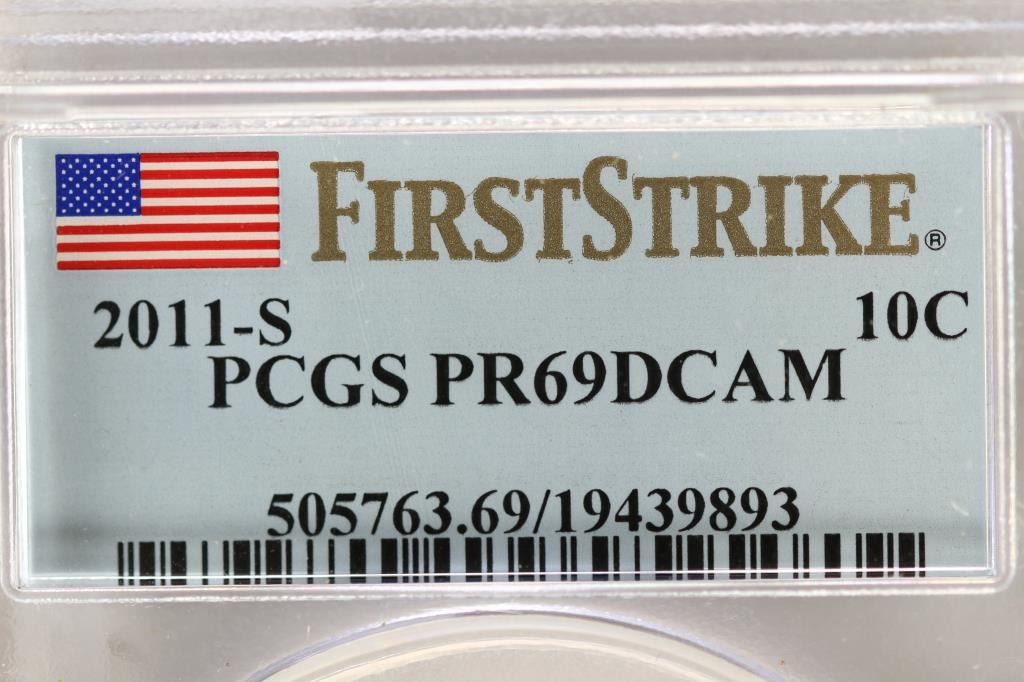 FIRSTSTRIKE®
2011-S 10C
PCGS PR69DCAM
505763.69/19439893